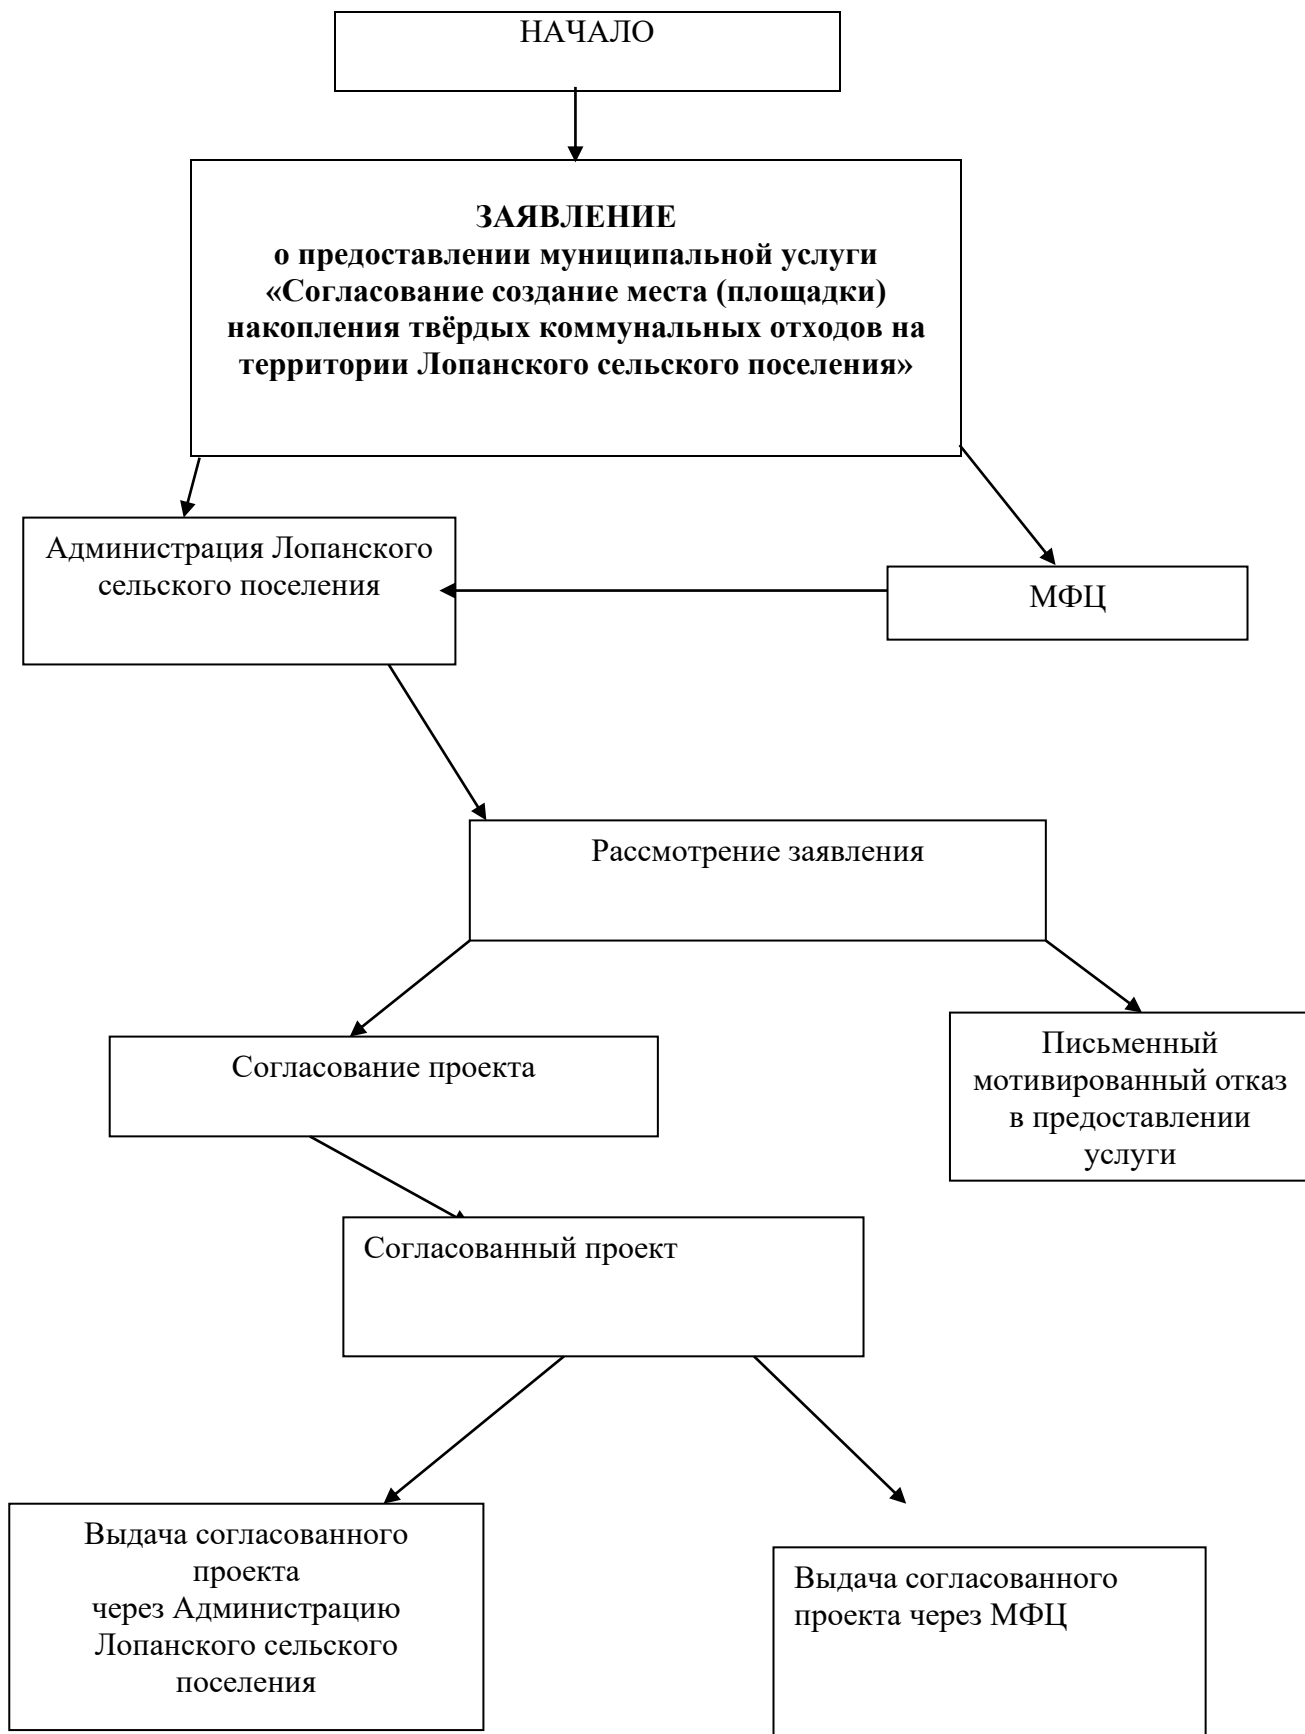 НАЧАЛО
ЗАЯВЛЕНИЕ
о предоставлении муниципальной услуги
«Согласование создание места (площадки)
накопления твёрдых коммунальных отходов на
территории Лопанского сельского поселения»
Администрация Лопанского
сельского поселения
МФЦ
Рассмотрение заявления
Согласование проекта
Письменный
мотивированный отказ
в предоставлении
услуги
Согласованный проект
Выдача согласованного
проекта
через Администрацию
Лопанского сельского
поселения
Выдача согласованного
проекта через МФЦ